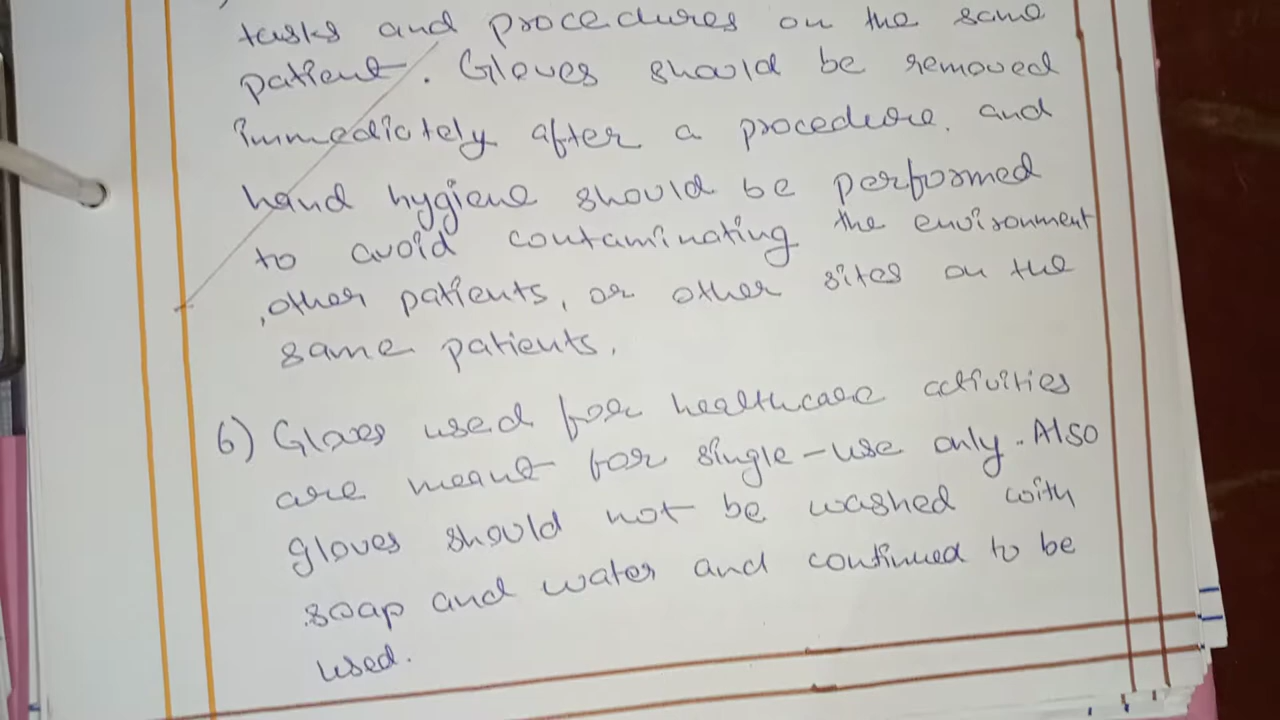 tasks and procedures on the same
patient. Gloves should be removed
immedictely after a procedure. and
hand hygiene should be performed
to avoid contaminating the environment
, other patients, or other sites on the
same patients.
6) Gloves used for healthcare activities
are meant for single-use only. Also
gloves should not be washed with
soap and water and continued to be
used.